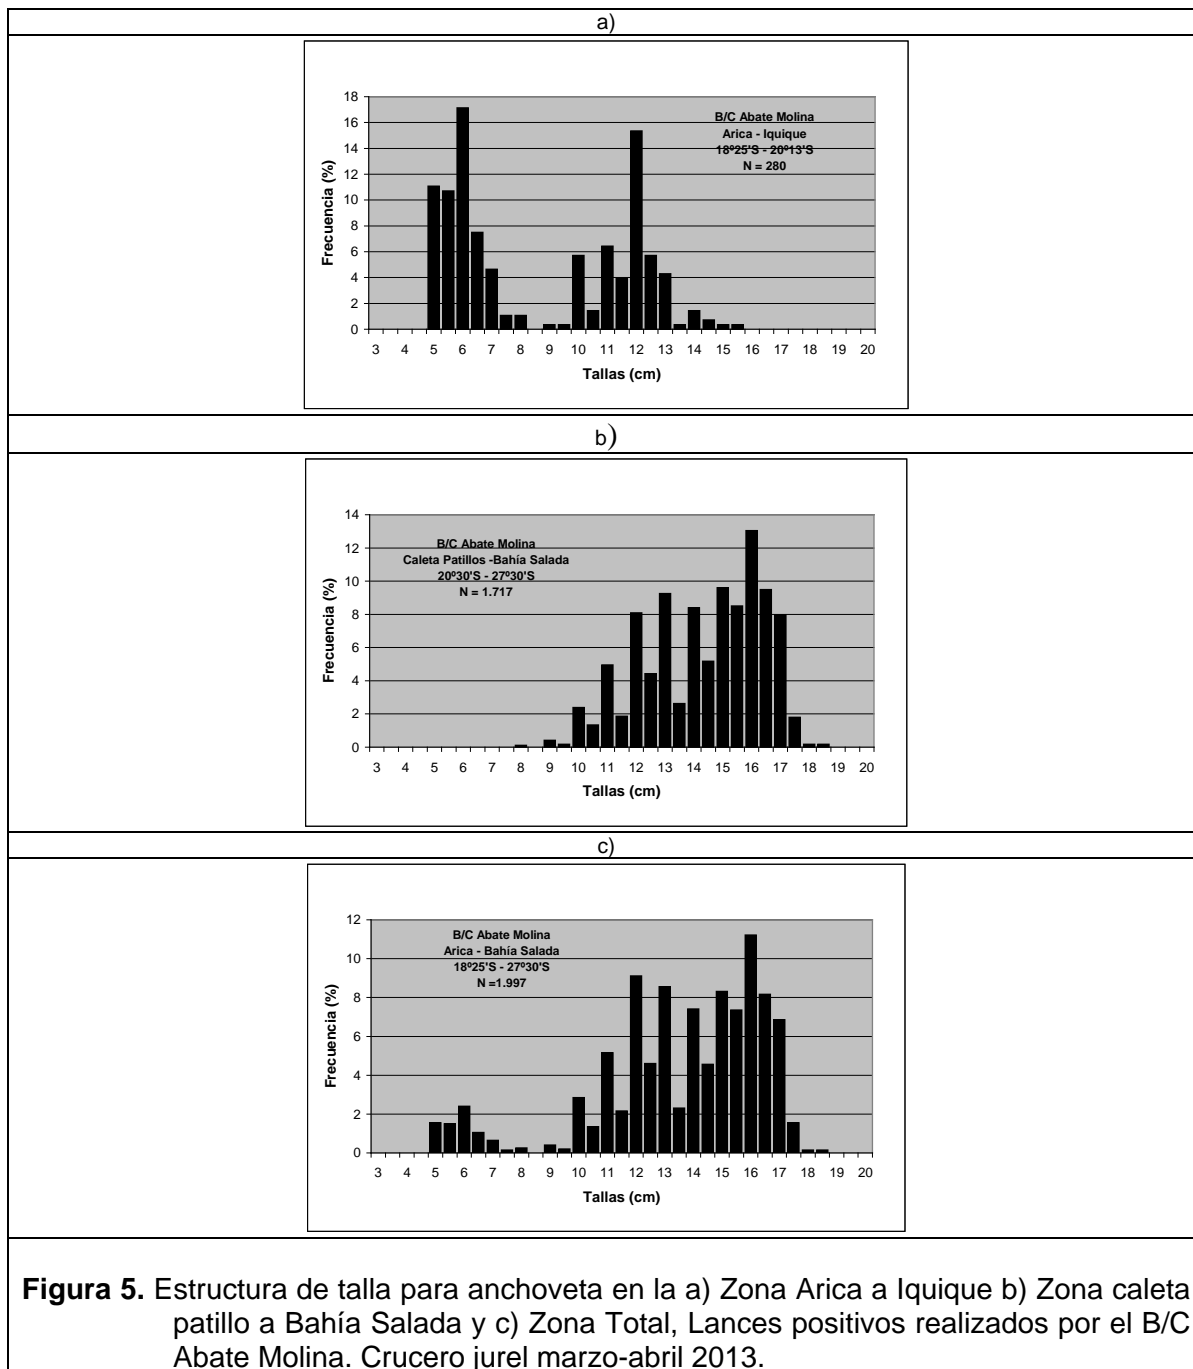 a)
18
16
14
12
10
8
6
4
2
0
Frecuencia (%)
B/C Abate Molina
Arica - Iquique
18º25'S - 20º13'S
N = 280
3 4 5 6 7 8 9 10 11 12 13 14 15 16 17 18 19 20
Tallas (cm)
b)
14
12
10
8
6
4
2
0
Frecuencia (%)
B/C Abate Molina
Caleta Patillos -Bahía Salada
20º30'S - 27º30'S
N = 1.717
3 4 5 6 7 8 9 10 11 12 13 14 15 16 17 18 19 20
Tallas (cm)
c)
12
10
8
6
4
2
0
Frecuencia (%)
B/C Abate Molina
Arica - Bahía Salada
18º25'S - 27º30'S
N =1.997
3 4 5 6 7 8 9 10 11 12 13 14 15 16 17 18 19 20
Tallas (cm)
Figura 5. Estructura de talla para anchoveta en la a) Zona Arica a Iquique b) Zona caleta
patillo a Bahía Salada y c) Zona Total, Lances positivos realizados por el B/C
Abate Molina. Crucero jurel marzo-abril 2013.